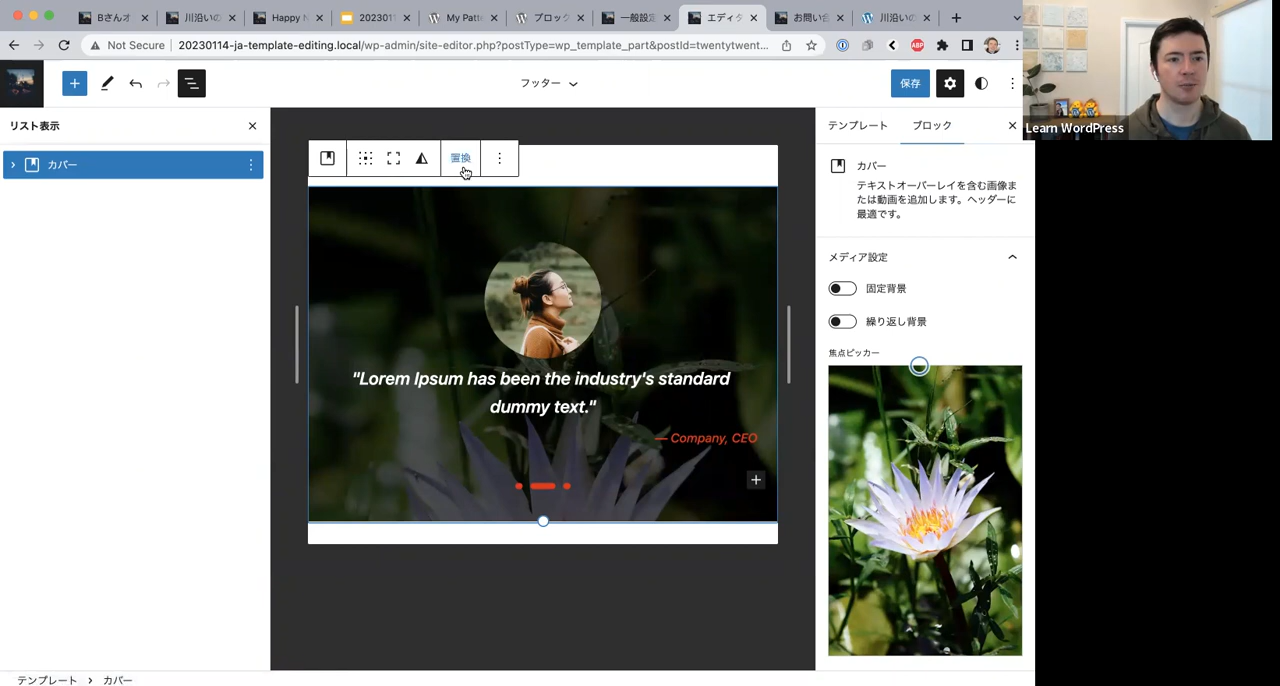 Bさんオ
川沿いの
Happy N
2023011
My Patte
ブロック
一般設定
エディタ
お問い合
川沿いの
Not Secure
20230114-ja-template-editing.local/wp-admin/site-editor.php?postType=wp_template_part&postId=twentytwent...
ABP
フッター
保存
Learn WordPress
リスト表示
テンプレート
ブロック
カバー
置換
カバー
テキストオーバーレイを含む画像ま
たは動画を追加します。ヘッダーに
最適です。
メディア設定
固定背景
繰り返し背景
焦点ピッカー
"Lorem Ipsum has been the industry's standard
dummy text."
— Company, CEO
テンプレート › カバー